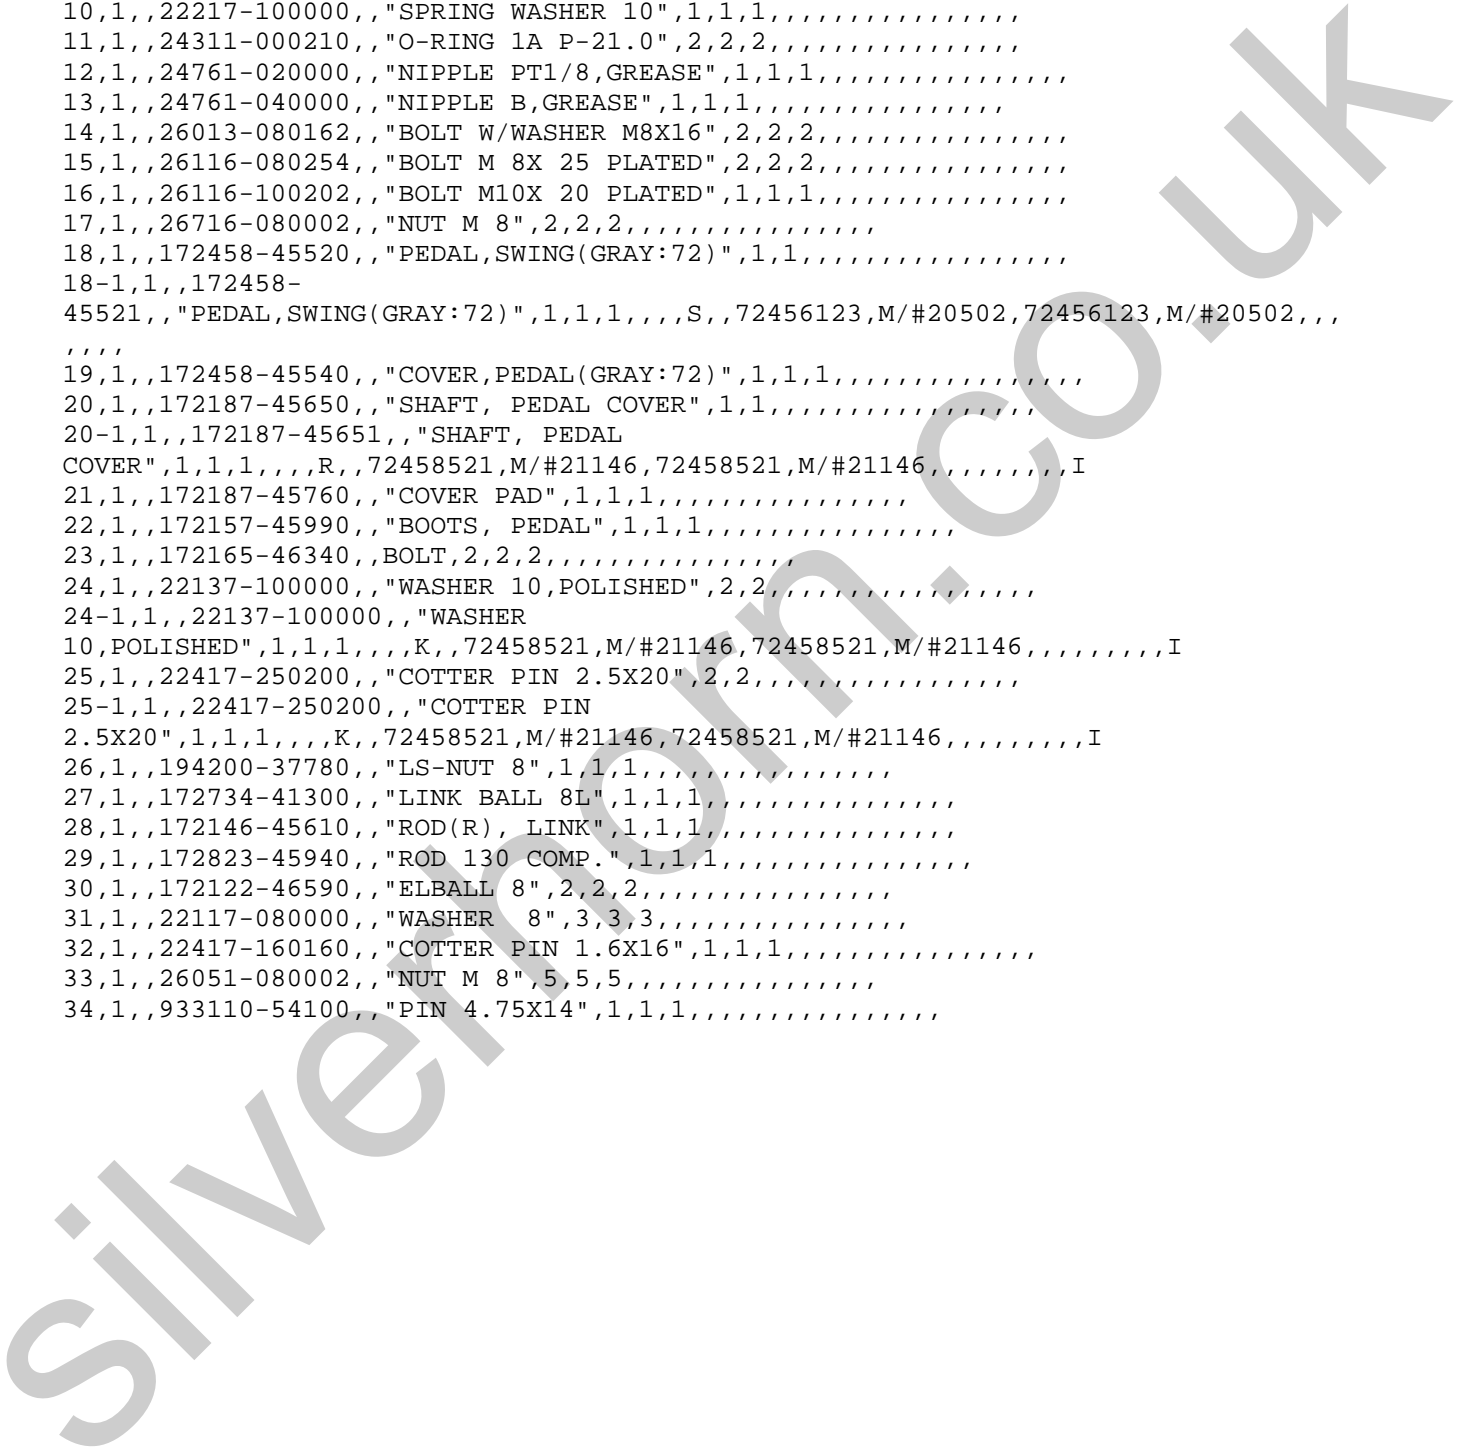 10,1,,22217-100000,,"SPRING WASHER 10",1,1,1,,,,,,,,,,,,,,,,
11,1,,24311-000210,,"O-RING 1A P-21.0",2,2,2,,,,,,,,,,,,,,,,
12,1,,24761-020000,,"NIPPLE PT1/8,GREASE",1,1,1,,,,,,,,,,,,,,,,
13,1,,24761-040000,,"NIPPLE B,GREASE",1,1,1,,,,,,,,,,,,,,,,
14,1,,26013-080162,,"BOLT W/WASHER M8X16",2,2,2,,,,,,,,,,,,,,,,
15,1,,26116-080254,,"BOLT M 8X 25 PLATED",2,2,2,,,,,,,,,,,,,,,,
16,1,,26116-100202,,"BOLT M10X 20 PLATED",1,1,1,,,,,,,,,,,,,,,,
17,1,,26716-080002,,"NUT M 8",2,2,2,,,,,,,,,,,,,,,,
18,1,,172458-45520,,"PEDAL,SWING(GRAY:72)",1,1,,,,,,,,,,,,,,,,,
18-1,1,,172458-
45521,,"PEDAL,SWING(GRAY:72)",1,1,1,,,,S,,72456123,M/#20502,72456123,M/#20502,,,
,,,,
19,1,,172458-45540,,"COVER,PEDAL(GRAY:72)",1,1,1,,,,,,,,,,,,,,,,
20,1,,172187-45650,,"SHAFT, PEDAL COVER",1,1,,,,,,,,,,,,,,,,,
20-1,1,,172187-45651,,"SHAFT, PEDAL
COVER",1,1,1,,,,R,,72458521,M/#21146,72458521,M/#21146,,,,,,,,,I
21,1,,172187-45760,,"COVER PAD",1,1,1,,,,,,,,,,,,,,,,
22,1,,172157-45990,,"BOOTS, PEDAL",1,1,1,,,,,,,,,,,,,,,,
23,1,,172165-46340,,BOLT,2,2,2,,,,,,,,,,,,,,,,
24,1,,22137-100000,,"WASHER 10,POLISHED",2,2,,,,,,,,,,,,,,,,,
24-1,1,,22137-100000,,"WASHER
10,POLISHED",1,1,1,,,,K,,72458521,M/#21146,72458521,M/#21146,,,,,,,,,I
25,1,,22417-250200,,"COTTER PIN 2.5X20",2,2,,,,,,,,,,,,,,,,,
25-1,1,,22417-250200,,"COTTER PIN
2.5X20",1,1,1,,,,K,,72458521,M/#21146,72458521,M/#21146,,,,,,,,,I
26,1,,194200-37780,,"LS-NUT 8",1,1,1,,,,,,,,,,,,,,,,
27,1,,172734-41300,,"LINK BALL 8L",1,1,1,,,,,,,,,,,,,,,,
28,1,,172146-45610,,"ROD(R), LINK",1,1,1,,,,,,,,,,,,,,,,
29,1,,172823-45940,,"ROD 130 COMP.",1,1,1,,,,,,,,,,,,,,,,
30,1,,172122-46590,,"ELBALL 8",2,2,2,,,,,,,,,,,,,,,,
31,1,,22117-080000,,"WASHER  8",3,3,3,,,,,,,,,,,,,,,,
32,1,,22417-160160,,"COTTER PIN 1.6X16",1,1,1,,,,,,,,,,,,,,,,
33,1,,26051-080002,,"NUT M 8",5,5,5,,,,,,,,,,,,,,,,
34,1,,933110-54100,,"PIN 4.75X14",1,1,1,,,,,,,,,,,,,,,,
silverhorn.co.uk